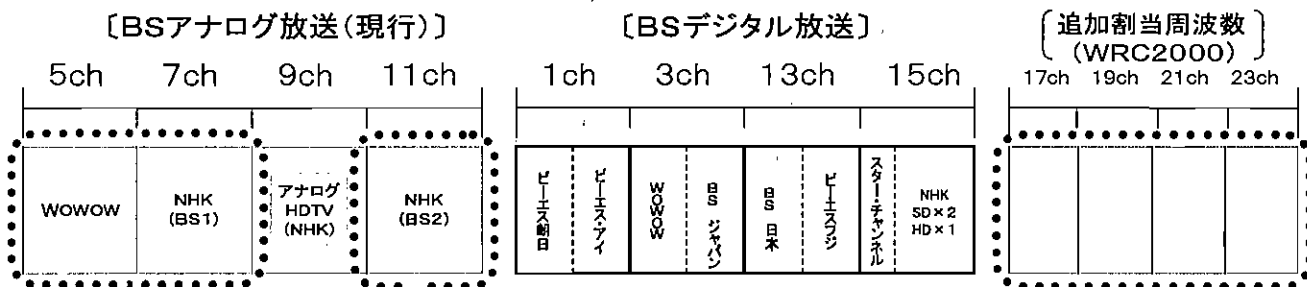 〔BSアナログ放送(現行)〕
5ch 7ch 9ch 11ch
WOWOW
NHK
(BS1)
アナログ
HDTV
(NHK)
NHK
(BS2)
〔BSデジタル放送〕
1ch 3ch 13ch 15ch
ビーエス朝日
ビーエス・アイ
WOWOW
BS ジャパン
BS 日本
ビーエスフジ
スター・チャンネル
NHK
SD×2
HD×1
追加割当周波数
(WRC2000)
17ch 19ch 21ch 23ch